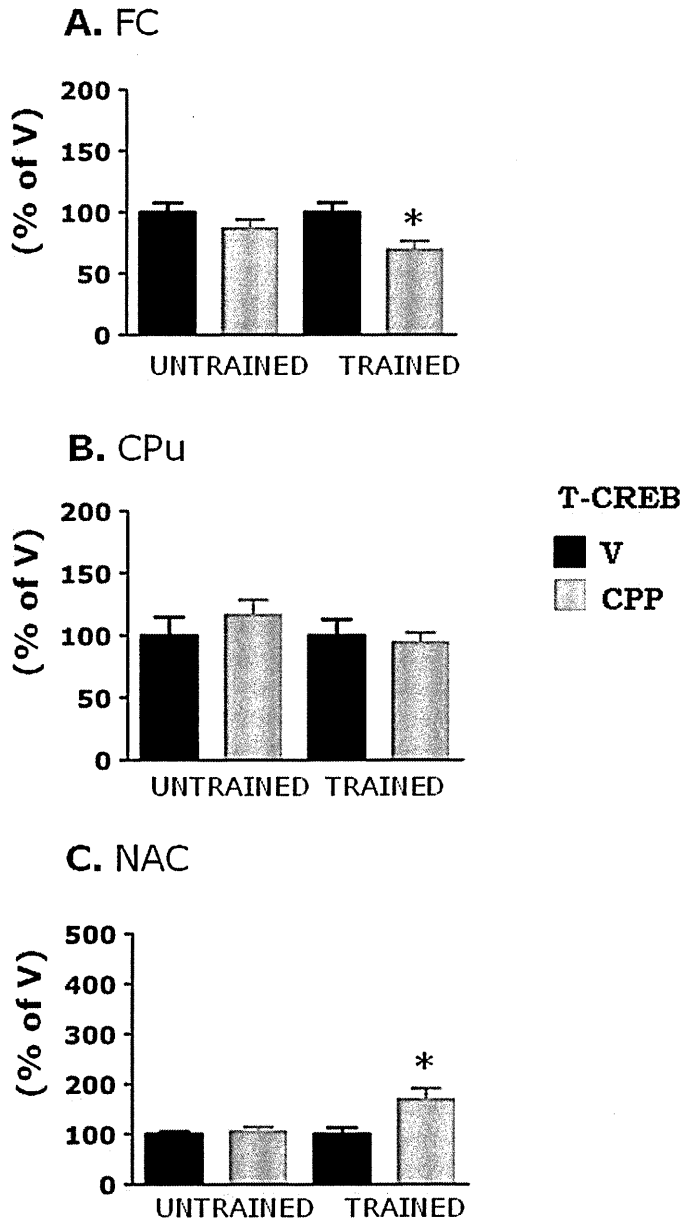 A. FC
(% of V)
200
150
100
50
0
*
UNTRAINED TRAINED
B. CPu
(% of V)
200
150
100
50
0
UNTRAINED TRAINED
T-CREB
V
CPP
C. NAC
(% of V)
500
400
300
200
100
0
*
UNTRAINED TRAINED